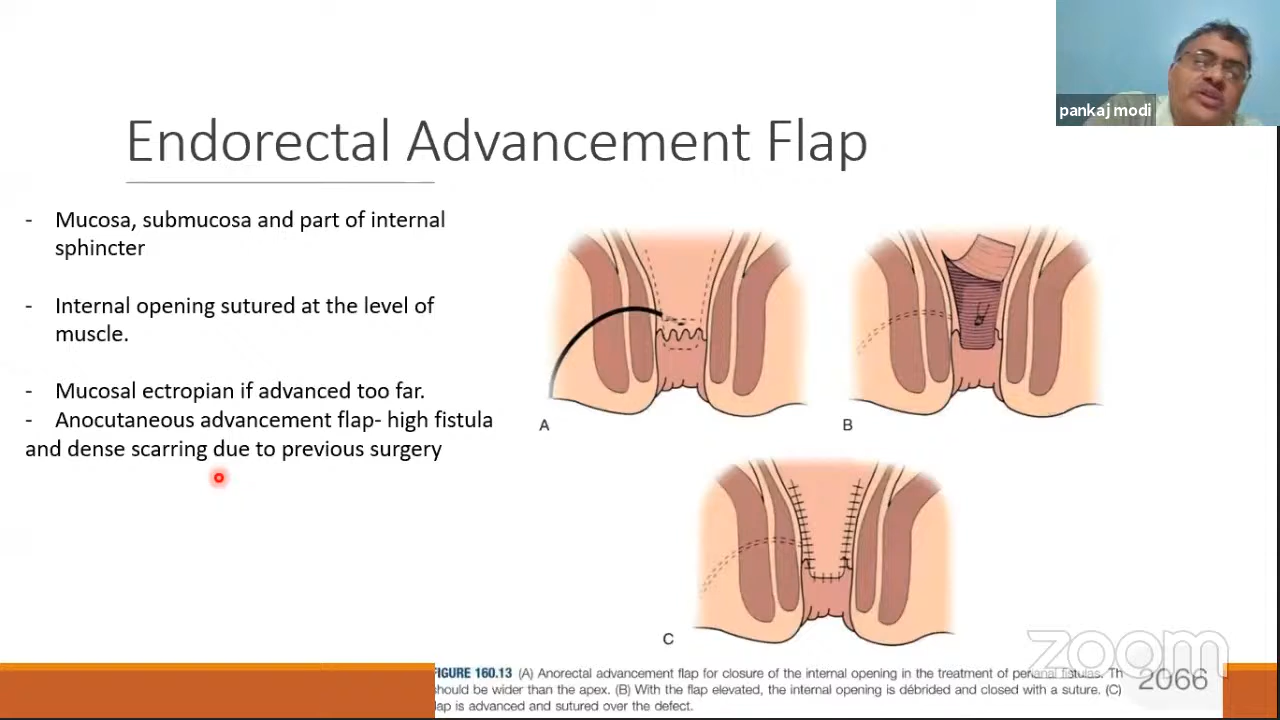 pankaj modi
Endorectal Advancement Flap
- Mucosa, submucosa and part of internal
sphincter
- Internal opening sutured at the level of
muscle.
- Mucosal ectropian if advanced too far.
- Anocutaneous advancement flap- high fistula
and dense scarring due to previous surgery
A
B
C
zoom
FIGURE 160.13 (A) Anorectal advancement flap for closure of the internal opening in the treatment of perianal fistulas. Th
should be wider than the apex. (B) With the flap elevated, the internal opening is débrided and closed with a suture. (C)
lap is advanced and sutured over the defect.
2066